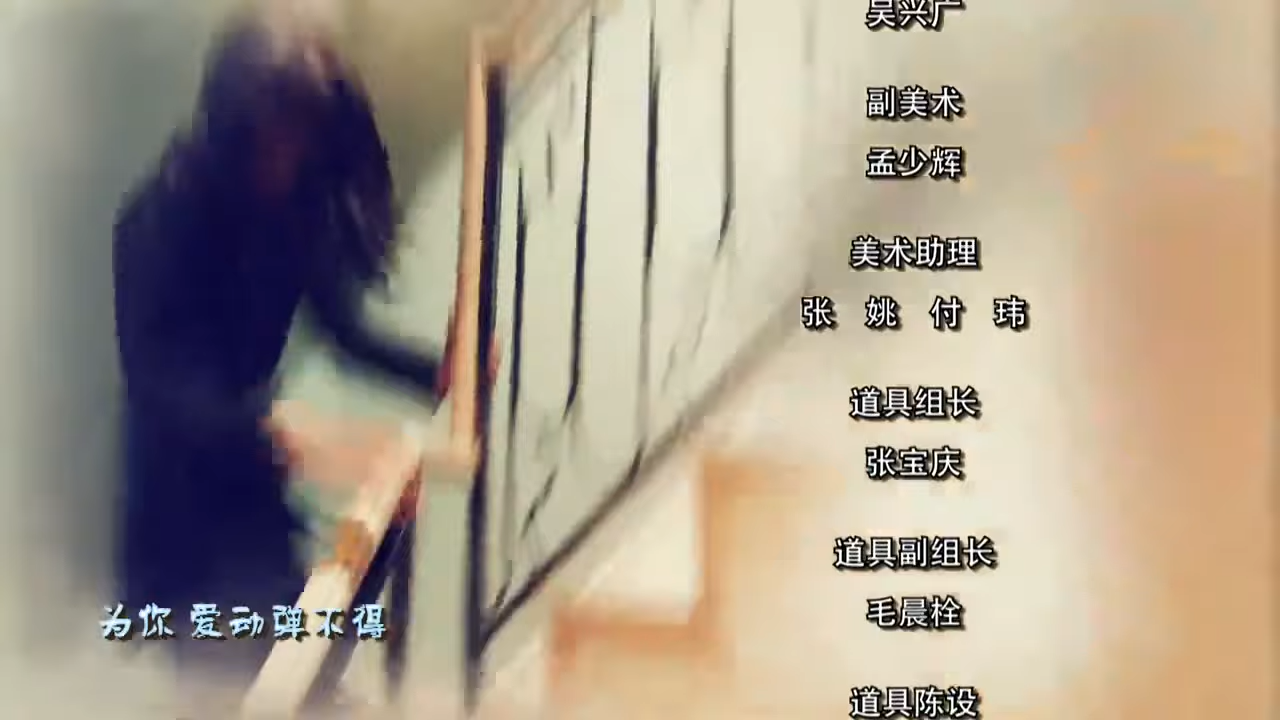 吴兴广
副美术
孟少辉
美术助理
张 姚 付 玮
道具组长
张宝庆
道具副组长
毛晨栓
道具陈设
为你 爱动弹不得